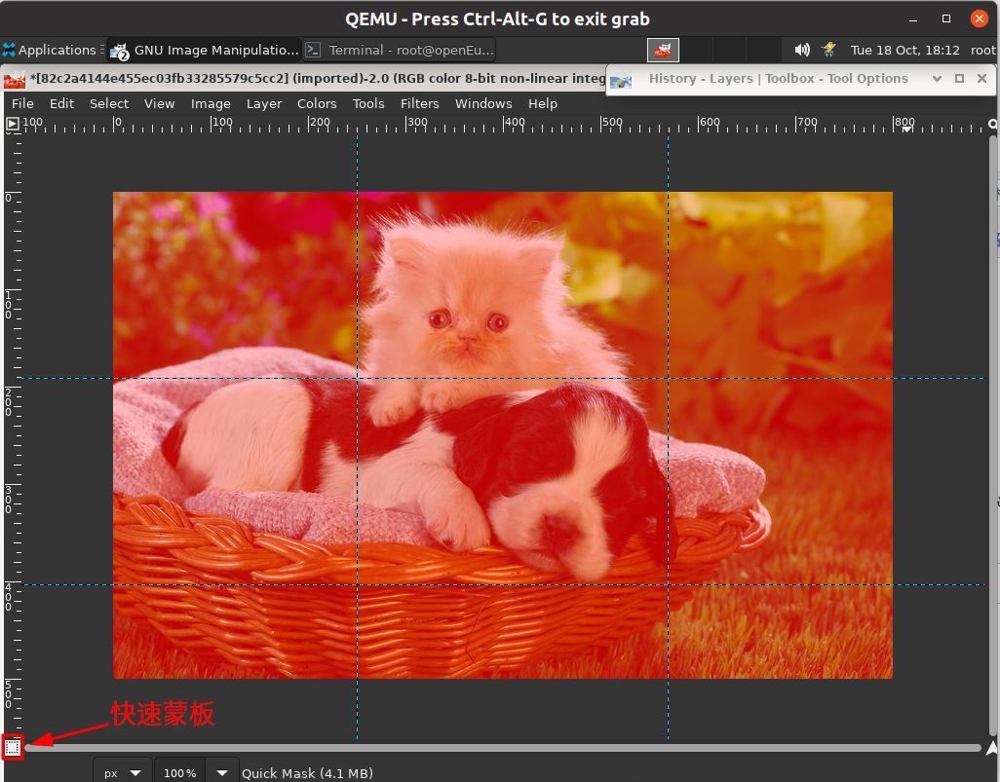 QEMU - Press Ctrl-Alt-G to exit grab
Applications GNU Image Manipulatio... Terminal - root@openEu... Tue 18 Oct, 18:12 root
*[82c2a4144e455ec03fb33285579c5cc2] (imported)-2.0 (RGB color 8-bit non-linear integ History - Layers | Toolbox - Tool Options
File Edit Select View Image Layer Colors Tools Filters Windows Help
100 0 100 200 300 400 500 600 700 800
0
100
200
300
400
500
快速蒙板
px 100% Quick Mask (4.1 MB)